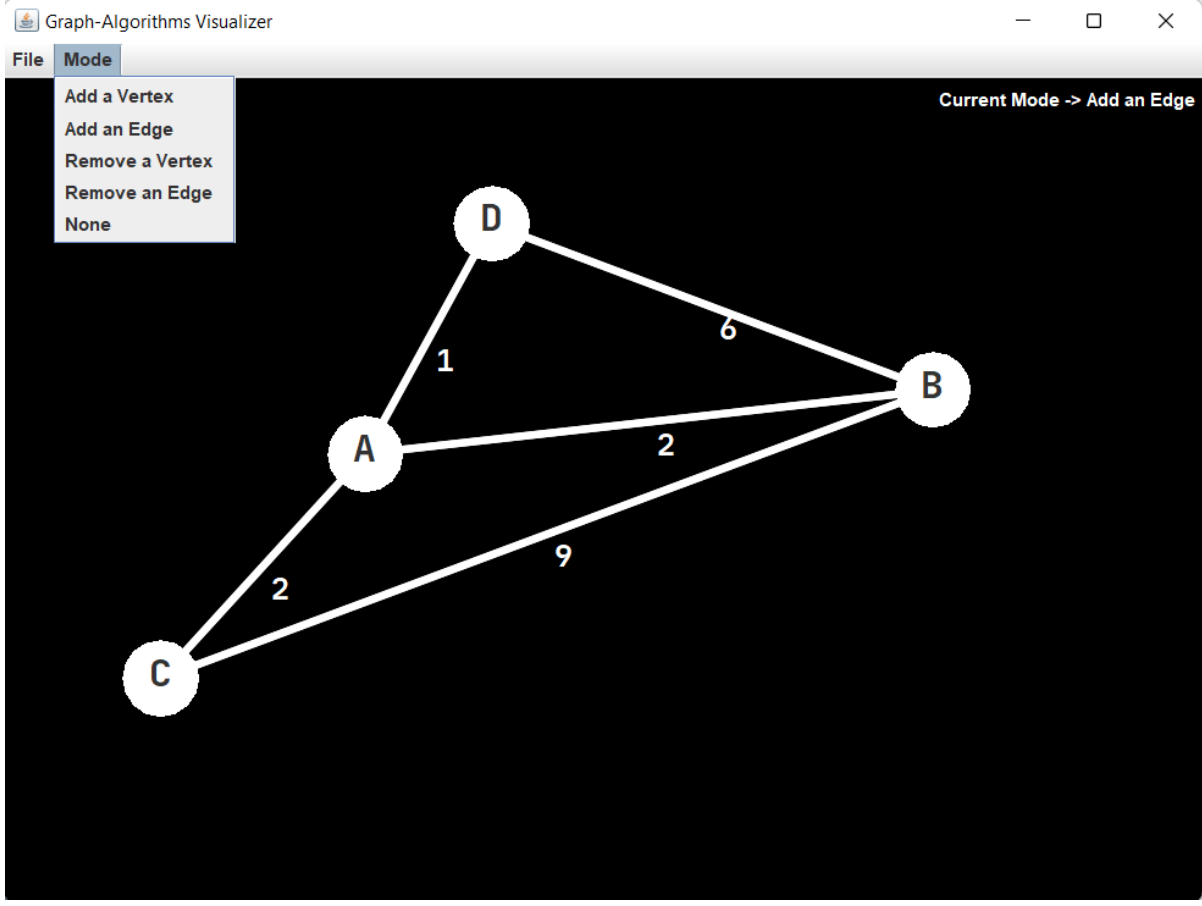 Graph-Algorithms Visualizer
File Mode
Add a Vertex
Add an Edge
Remove a Vertex
Remove an Edge
None
Current Mode -> Add an Edge
D
6
1
B
A
2
9
2
C